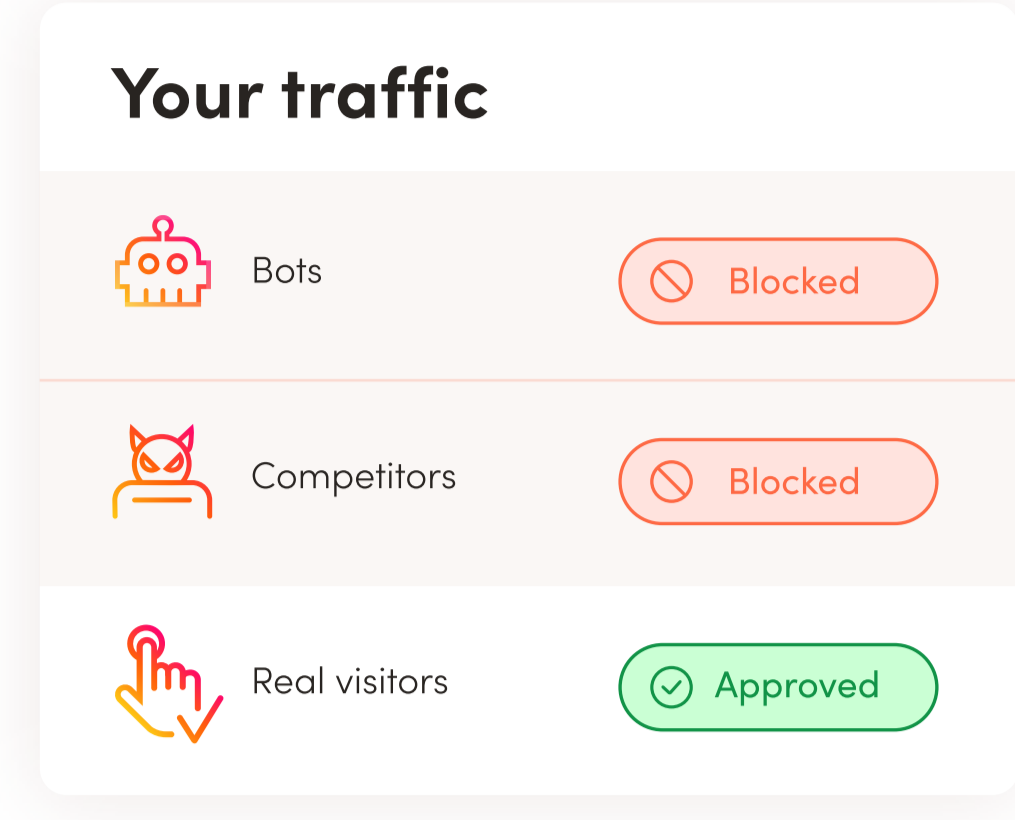 Your traffic
Bots
Blocked
Competitors
Blocked
Real visitors
Approved